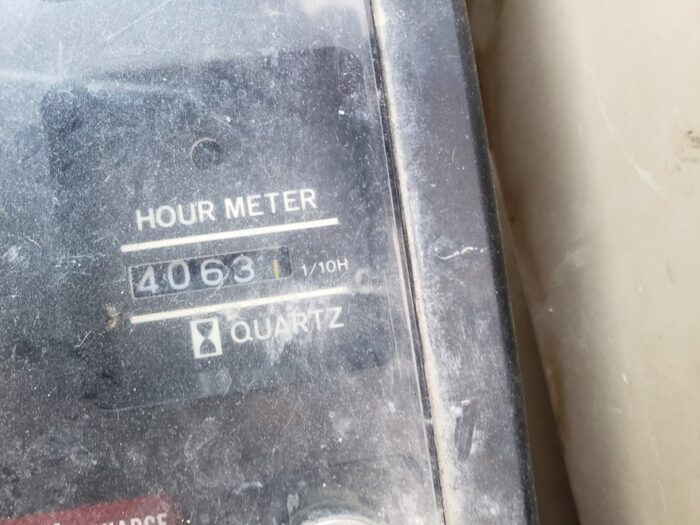 HOUR METER
40631 1/10H
QUARTZ